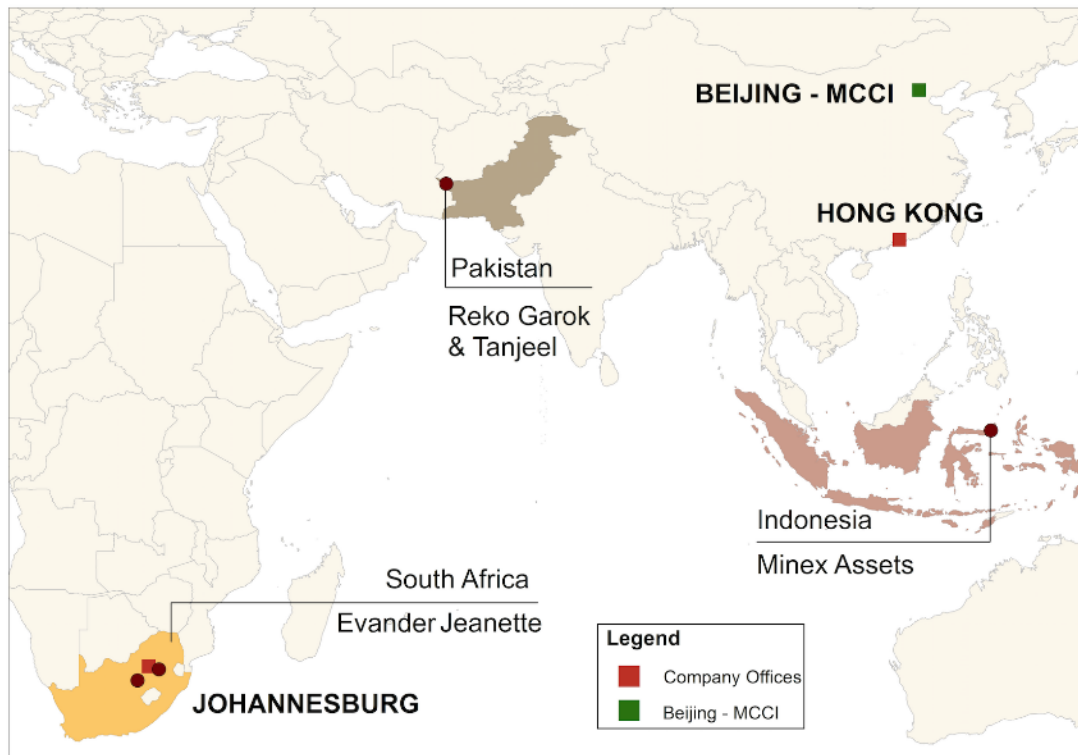 BEIJING - MCCI
HONG KONG
Pakistan
Reko Garok
& Tanjeel
Indonesia
Minex Assets
South Africa
Evander Jeanette
JOHANNESBURG
Legend
Company Offices
Beijing - MCCI